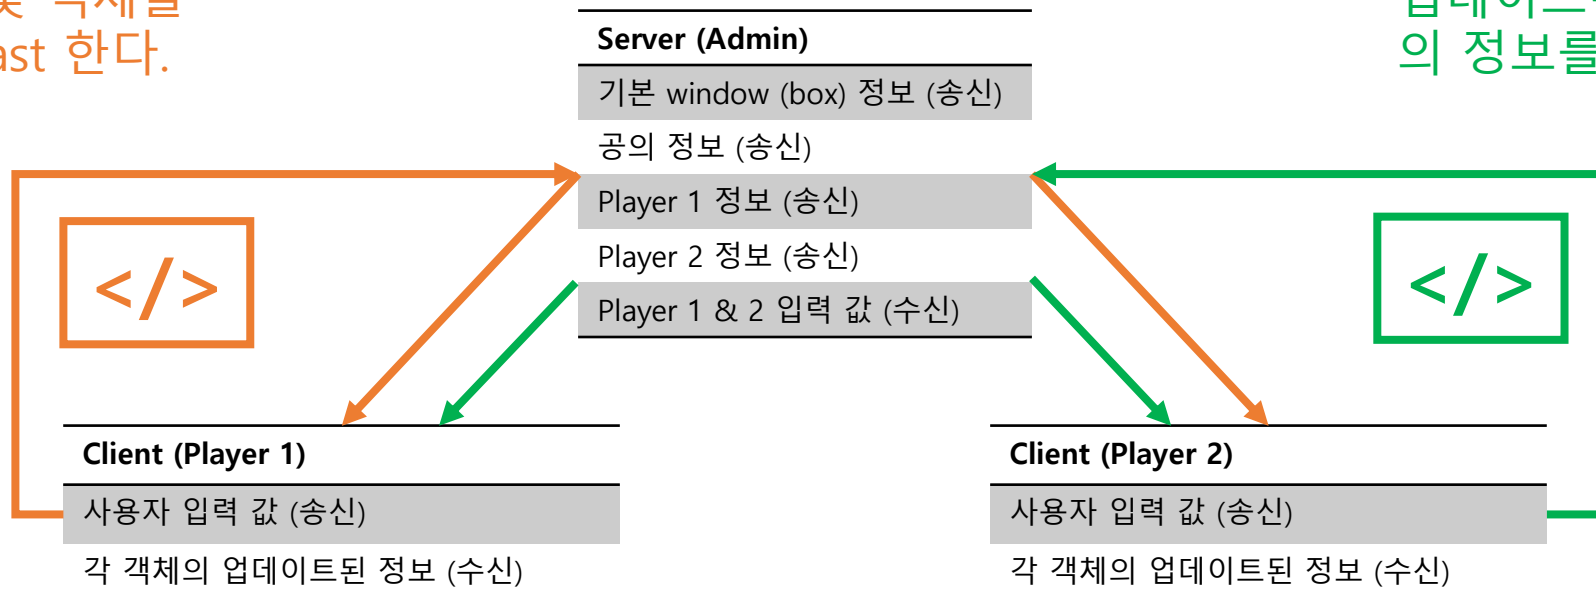 한다.
의 정보를
Server (Admin)
기본 window (box) 정보 (송신)
공의 정보 (송신)
Player 1 정보 (송신)
Player 2 정보 (송신)
Player 1 & 2 입력 값 (수신)
</>
</>
Client (Player 1)
사용자 입력 값 (송신)
각 객체의 업데이트된 정보 (수신)
Client (Player 2)
사용자 입력 값 (송신)
각 객체의 업데이트된 정보 (수신)